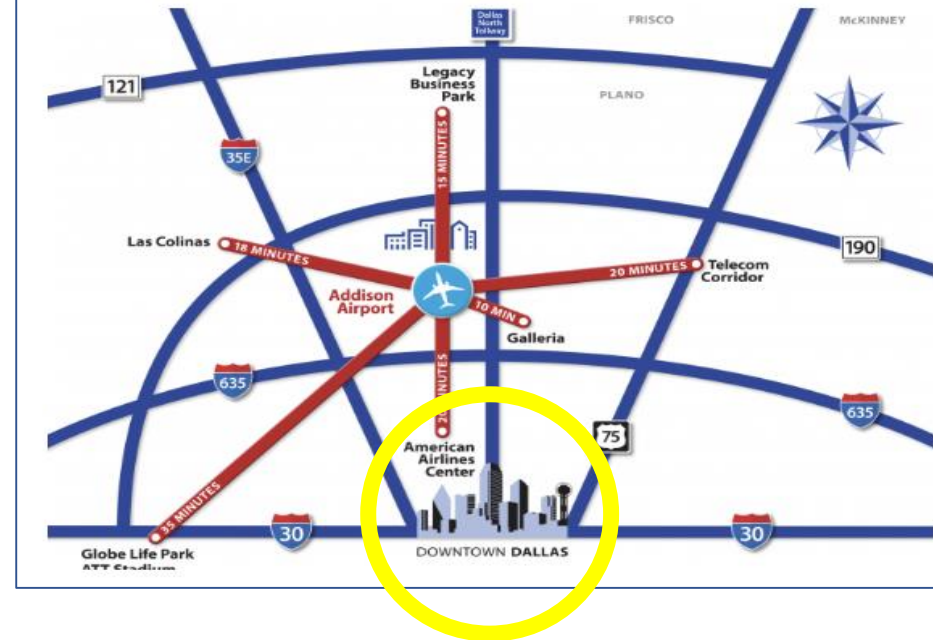 Dallas
North
Tollway
FRISCO
McKINNEY
Legacy
Business
Park
121
PLANO
35E
15 MINUTES
Las Colinas
18 MINUTES
190
20 MINUTES
Telecom
Corridor
Addison
Airport
10 MIN
Galleria
635
20 MINUTES
635
75
American
Airlines
Center
35 MINUTES
30
30
DOWNTOWN DALLAS
Globe Life Park
ATT Stadium